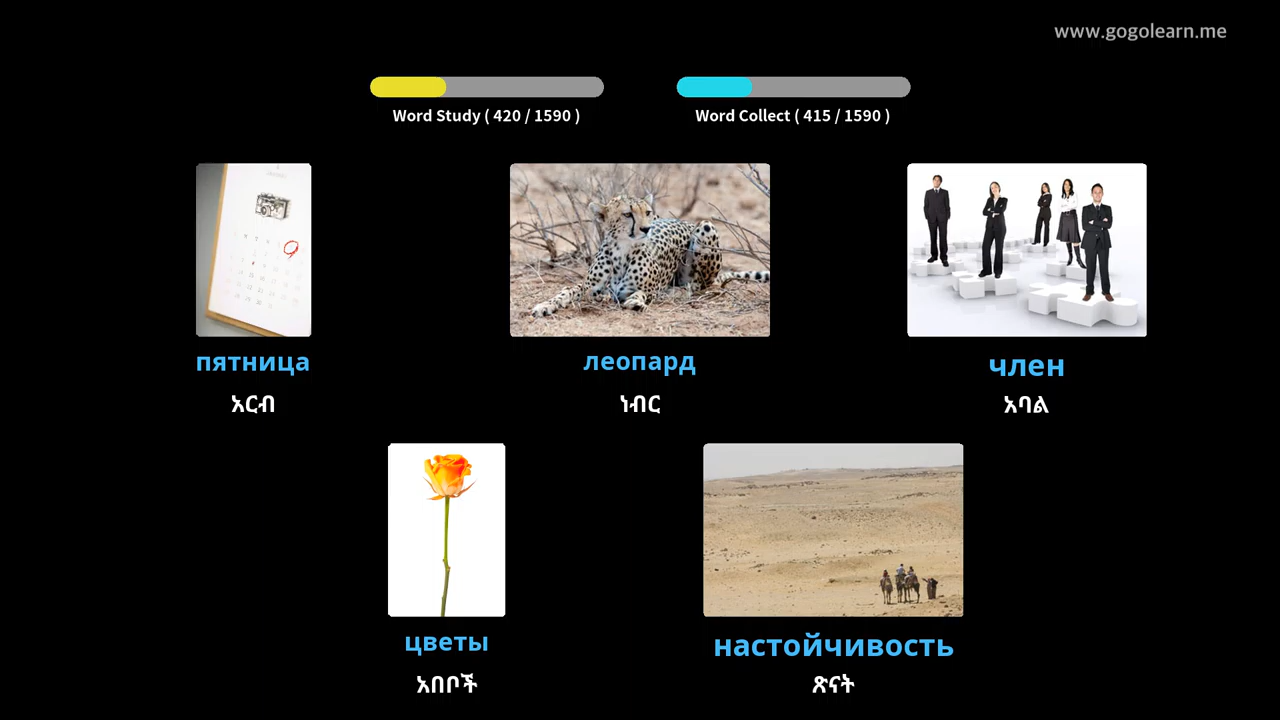 www.gogolearn.me
Word Study ( 420 / 1590 )
Word Collect ( 415 / 1590 )
пятница
леопард
член
አርብ
ነብር
አባል
цветы
настойчивость
አበቦች
ጽናት